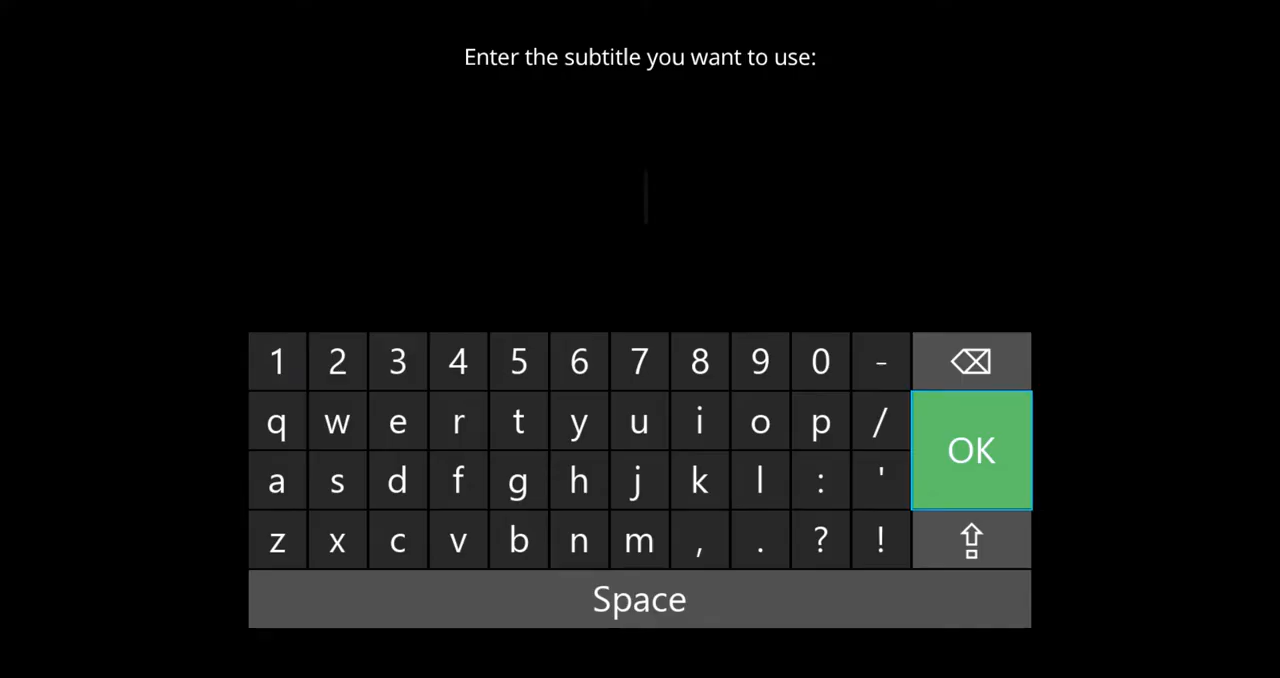 Enter the subtitle you want to use:
1 2 3 4 5 6 7 8 9 0 -
q w e r t y u i o p /
OK
a s d f g h j k l : '
z x c v b n m , . ? !
Space